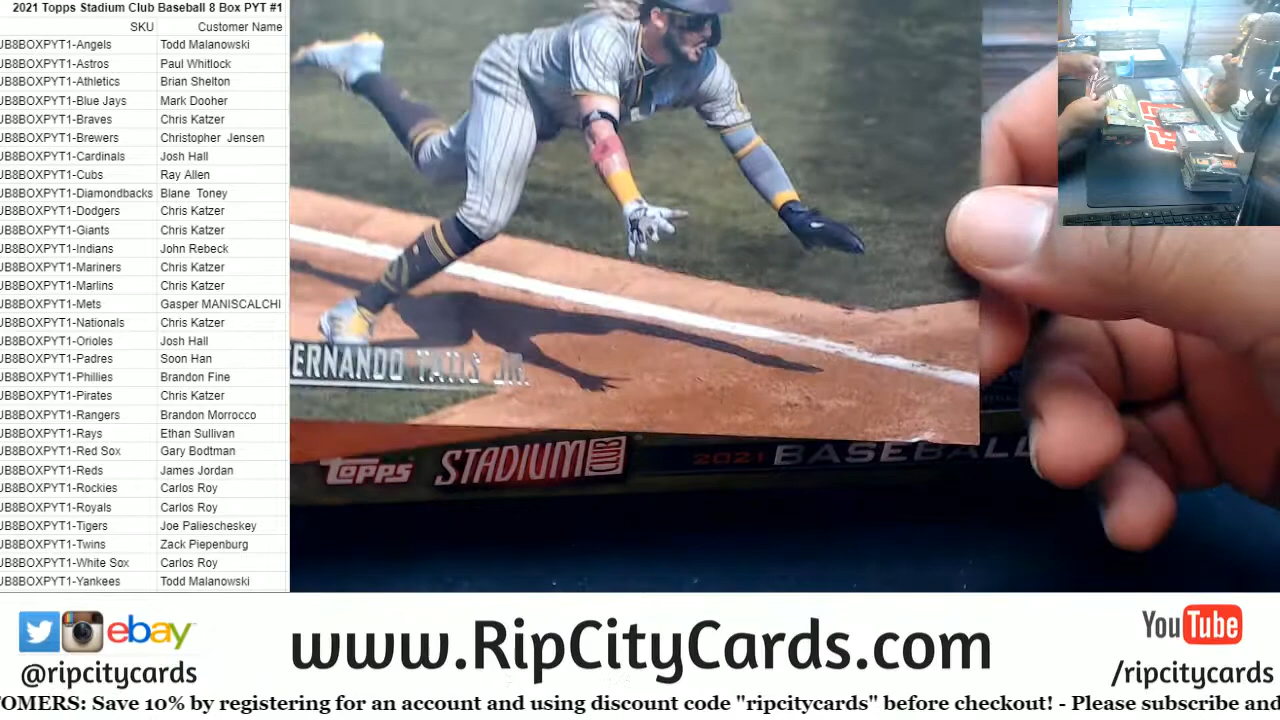 2021 Topps Stadium Club Baseball 8 Box PYT #1
SKU Customer Name
JB8BOXPYT1-Angels Todd Malanowski
JB8BOXPYT1-Astros Paul Whitlock
JB8BOXPYT1-Athletics Brian Shelton
JB8BOXPYT1-Blue Jays Mark Dooher
JB8BOXPYT1-Braves Chris Katzer
JB8BOXPYT1-Brewers Christopher Jensen
JB8BOXPYT1-Cardinals Josh Hall
JB8BOXPYT1-Cubs Ray Allen
JB8BOXPYT1-Diamondbacks Blane Toney
JB8BOXPYT1-Dodgers Chris Katzer
JB8BOXPYT1-Giants Chris Katzer
JB8BOXPYT1-Indians John Rebeck
JB8BOXPYT1-Mariners Chris Katzer
JB8BOXPYT1-Marlins Chris Katzer
JB8BOXPYT1-Mets Gasper MANISCALCHI
JB8BOXPYT1-Nationals Chris Katzer
JB8BOXPYT1-Orioles Josh Hall
JB8BOXPYT1-Padres Soon Han
JB8BOXPYT1-Phillies Brandon Fine
JB8BOXPYT1-Pirates Chris Katzer
JB8BOXPYT1-Rangers Brandon Morrocco
JB8BOXPYT1-Rays Ethan Sullivan
JB8BOXPYT1-Red Sox Gary Bodtman
JB8BOXPYT1-Reds James Jordan
JB8BOXPYT1-Rockies Carlos Roy
JB8BOXPYT1-Royals Carlos Roy
JB8BOXPYT1-Tigers Joe Paliescheskey
JB8BOXPYT1-Twins Zack Piepenburg
JB8BOXPYT1-White Sox Carlos Roy
JB8BOXPYT1-Yankees Todd Malanowski
ERNANDO TATIS JR.
TOPPS STADIUM CLUB 2021 BASEBALL
ebay
@ripcitycards
www.RipCityCards.com
YouTube
/ripcitycards
TOMERS: Save 10% by registering for an account and using discount code "ripcitycards" before checkout! - Please subscribe and